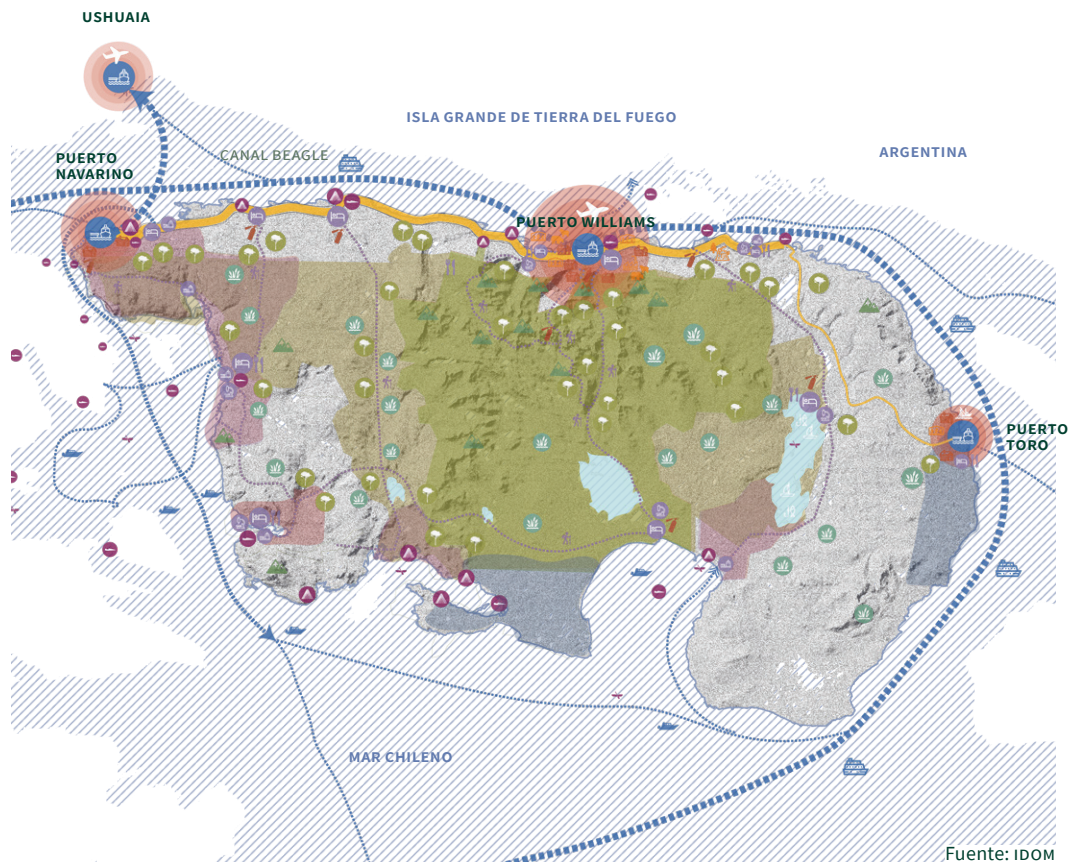 USHUAIA
ISLA GRANDE DE TIERRA DEL FUEGO
ARGENTINA
CANAL BEAGLE
PUERTO
NAVARINO
PUERTO WILLIAMS
PUERTO
TORO
MAR CHILENO
Fuente: IDOM